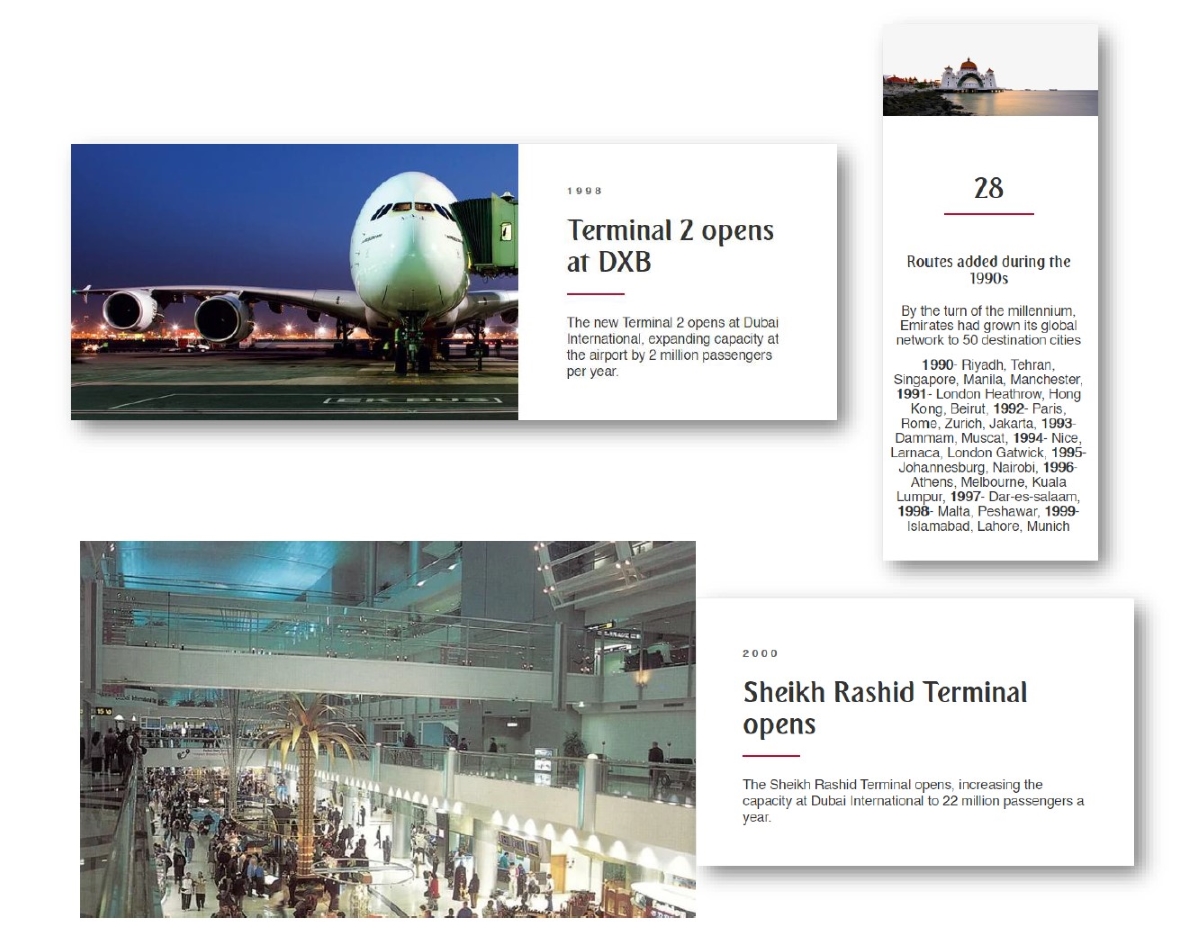 1998
Terminal 2 opens
at DXB
The new Terminal 2 opens at Dubai
International, expanding capacity at
the airport by 2 million passengers
per year.
EK BUS
28
Routes added during the
1990s
By the turn of the millennium,
Emirates had grown its global
network to 50 destination cities
1990- Riyadh, Tehran,
Singapore, Manila, Manchester,
1991- London Heathrow, Hong
Kong, Beirut, 1992- Paris,
Rome, Zurich, Jakarta, 1993-
Dammam, Muscat, 1994- Nice,
Larnaca, London Gatwick, 1995-
Johannesburg, Nairobi, 1996-
Athens, Melbourne, Kuala
Lumpur, 1997- Dar-es-salaam,
1998- Malta, Peshawar, 1999-
Islamabad, Lahore, Munich
2000
Sheikh Rashid Terminal
opens
The Sheikh Rashid Terminal opens, increasing the
capacity at Dubai International to 22 million passengers a
year.